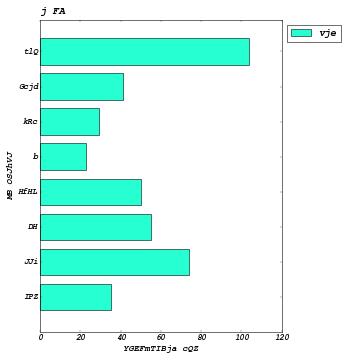 j FA
vje
tlQ
Gcjd
kRc
b
HfHL
DH
JJi
IPZ
MB OSJhVJ
0 20 40 60 80 100 120
YGEFmTIBja cQZ